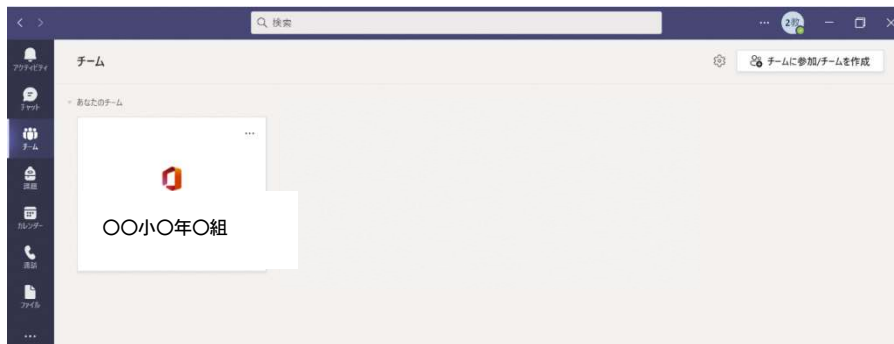 検索
2教
アクティビティ
チーム
チームに参加/チームを作成
チャット
あなたのチーム
チーム
課題
〇〇小〇年〇組
カレンダー
通話
ファイル